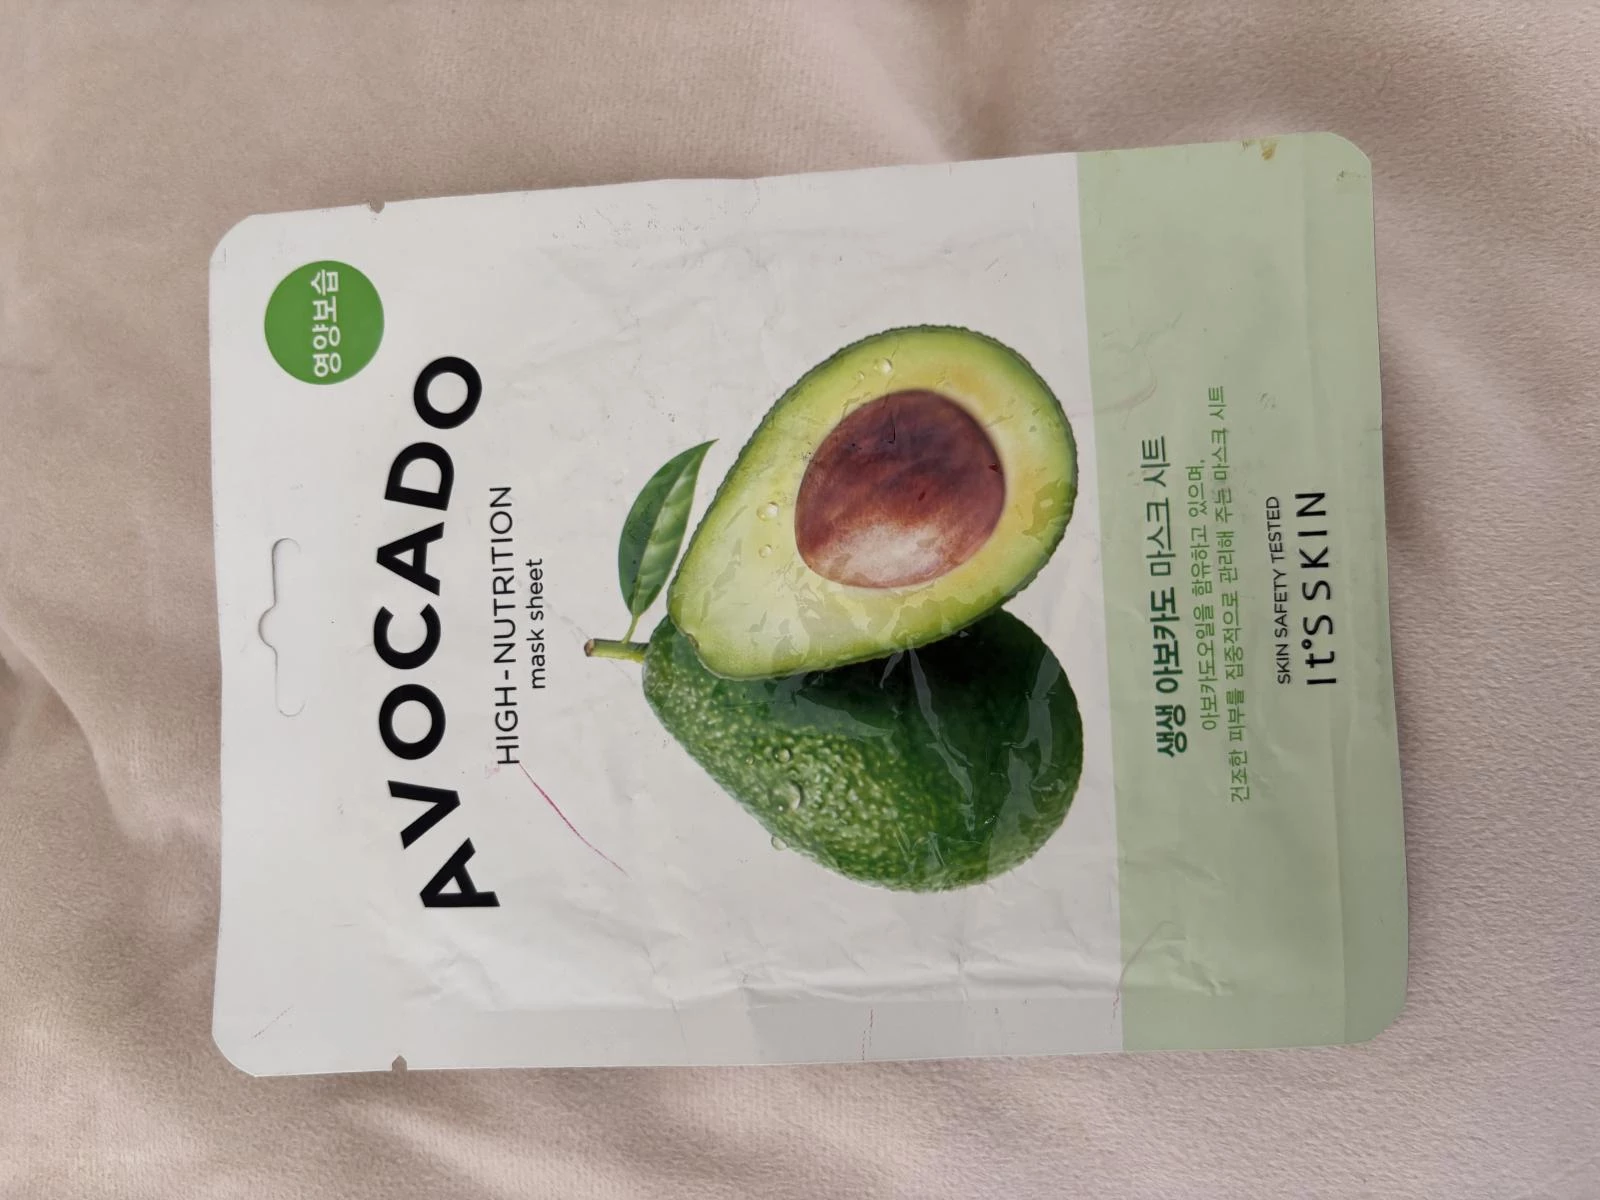 영양보습
AVOCADO
HIGH-NUTRITION
mask sheet
생생 아보카도 마스크 시트
아보카도오일을 함유하고 있으며,
건조한 피부를 집중적으로 관리해 주는 마스크 시트
SKIN SAFETY TESTED
It'S SKIN